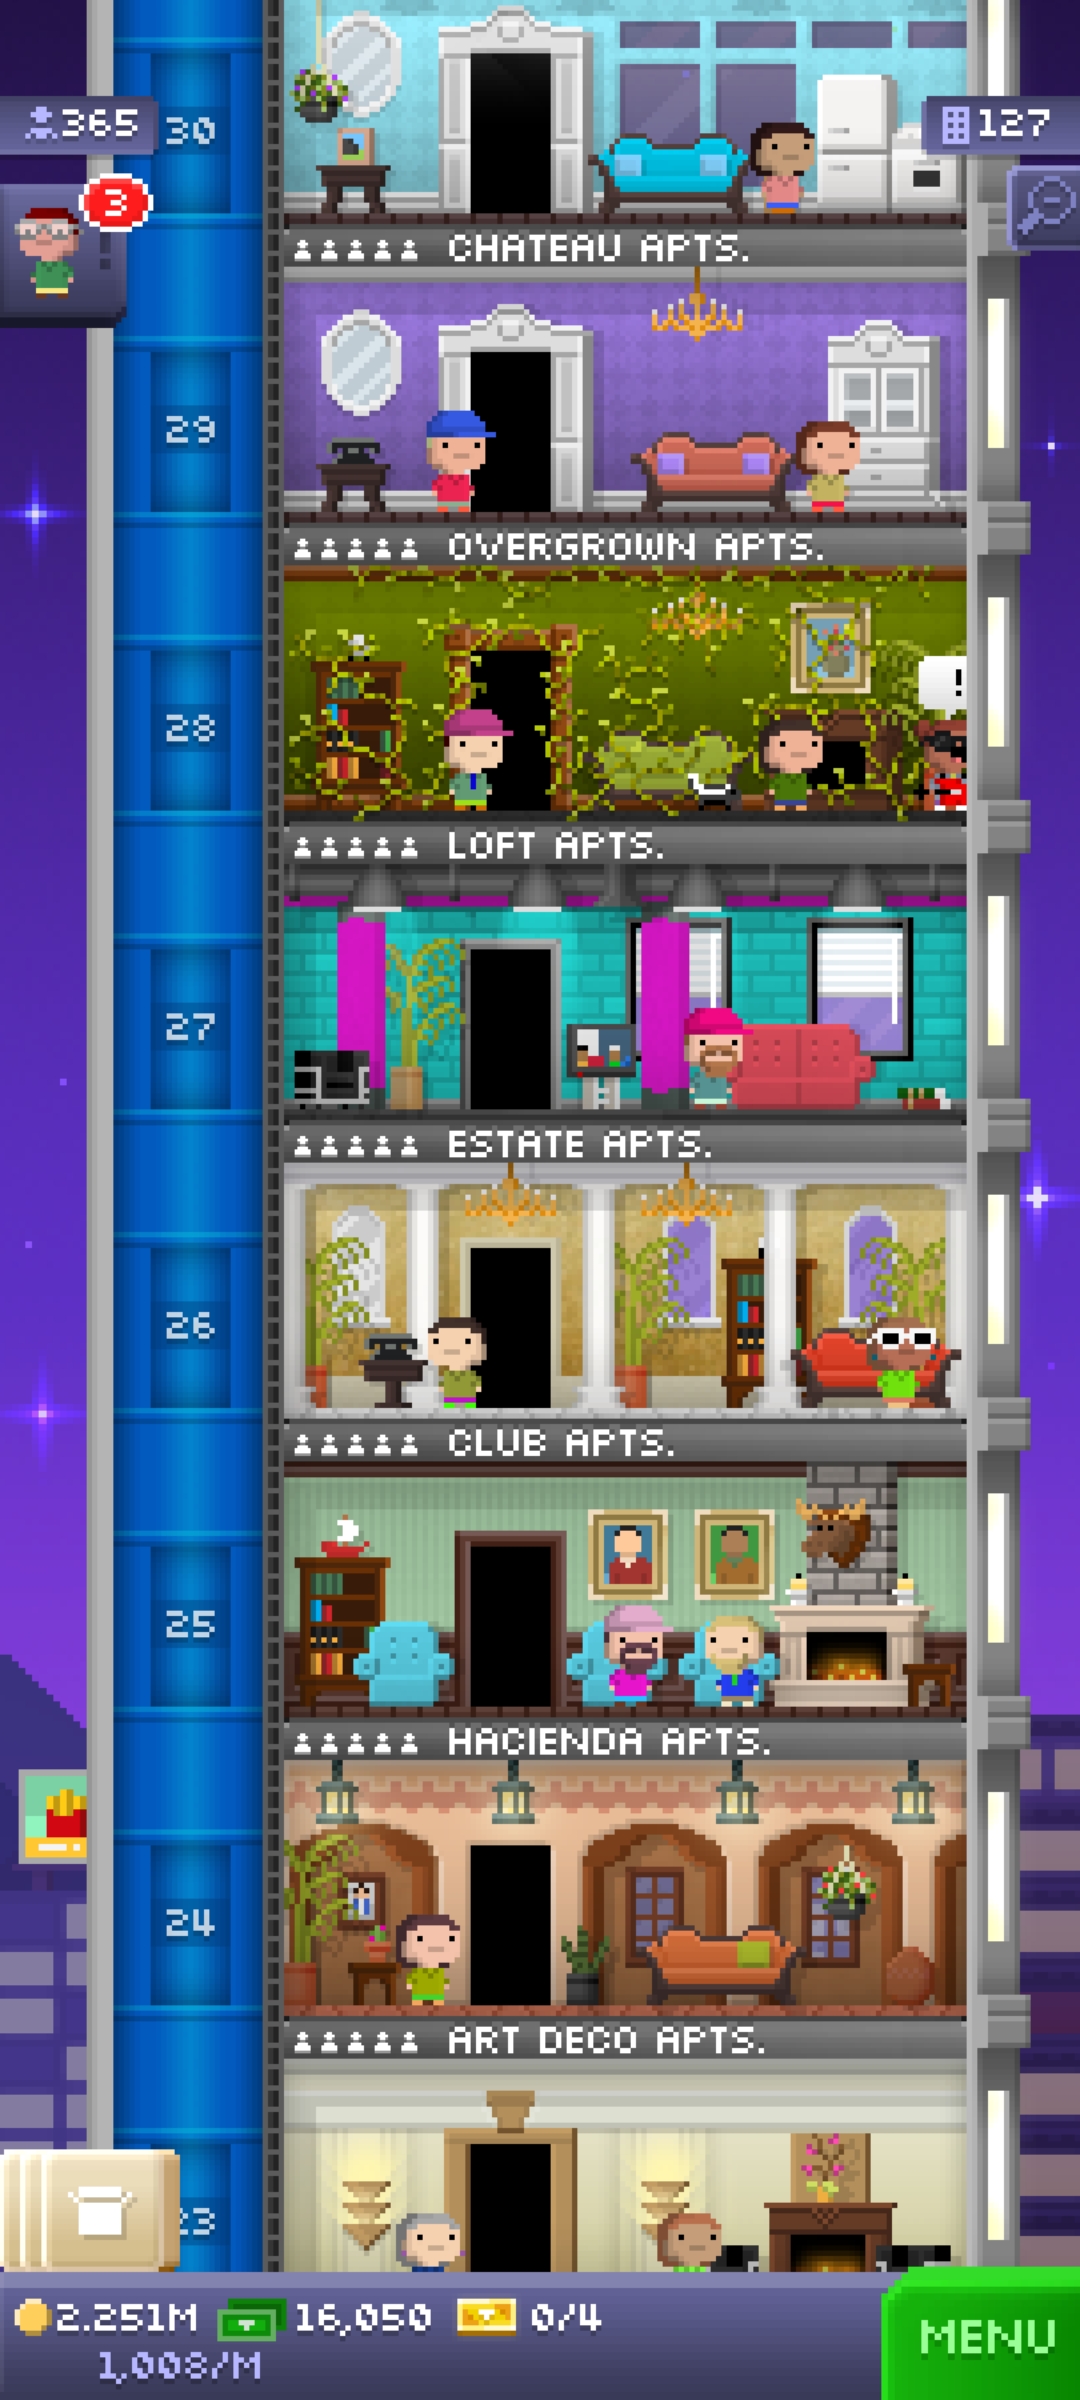 365
30
127
3
CHATEAU APTS.
29
OVERGROWN APTS.
!
28
LOFT APTS.
27
ESTATE APTS.
26
CLUB APTS.
25
HACIENDA APTS.
24
ART DECO APTS.
23
2.251M 16,050 0/4
MENU
1,008/M